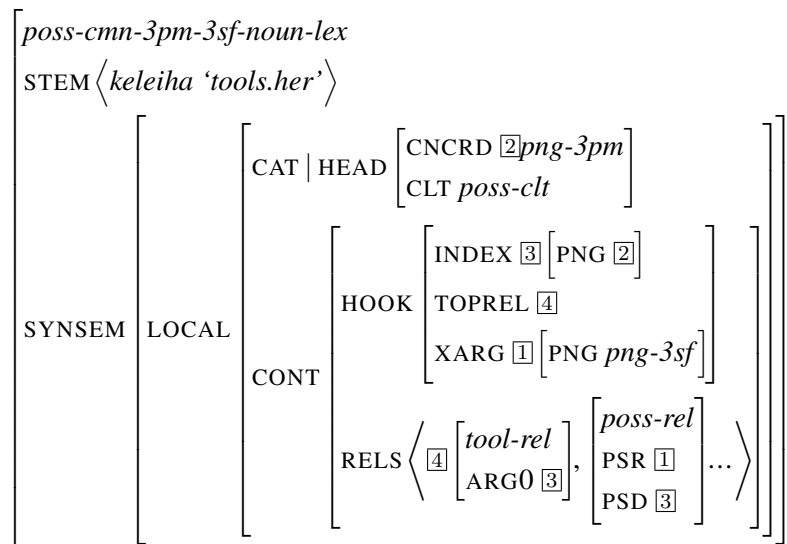 poss-cmn-3pm-3sf-noun-lex
STEM ⟨keleiha ‘tools.her’⟩
CAT | HEAD [CNCRD [2]png-3pm
CLT poss-clt]
INDEX [3] [PNG [2]]
HOOK TOPREL [4]
SYNSEM LOCAL XARG [1] [PNG png-3sf]
CONT
RELS ⟨ [4] [tool-rel
ARG0 [3]], [poss-rel
PSR [1]
PSD [3]] ... ⟩